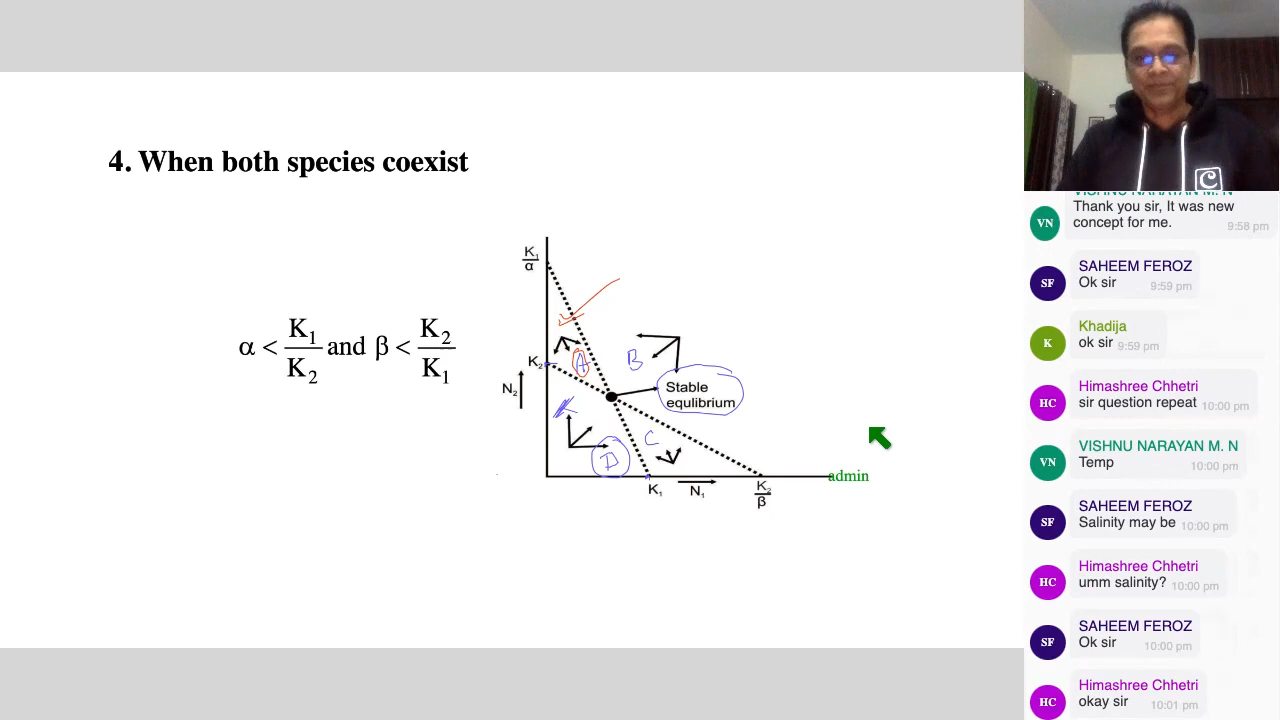 4. When both species coexist
α < K₁/K₂ and β < K₂/K₁
K₁
α
B
K₂
A
Stable
equlibrium
N₂
C
D
admin
K₁
N₁
K₂
β
C
VISHNU NARAYAN M. N
VN
Thank you sir, It was new
concept for me.
9:58 pm
SAHEEM FEROZ
SF
Ok sir
9:59 pm
Khadija
K
ok sir
9:59 pm
Himashree Chhetri
HC
sir question repeat
10:00 pm
VISHNU NARAYAN M. N
VN
Temp
10:00 pm
SAHEEM FEROZ
SF
Salinity may be
10:00 pm
Himashree Chhetri
HC
umm salinity?
10:00 pm
SAHEEM FEROZ
SF
Ok sir
10:00 pm
Himashree Chhetri
HC
okay sir
10:01 pm